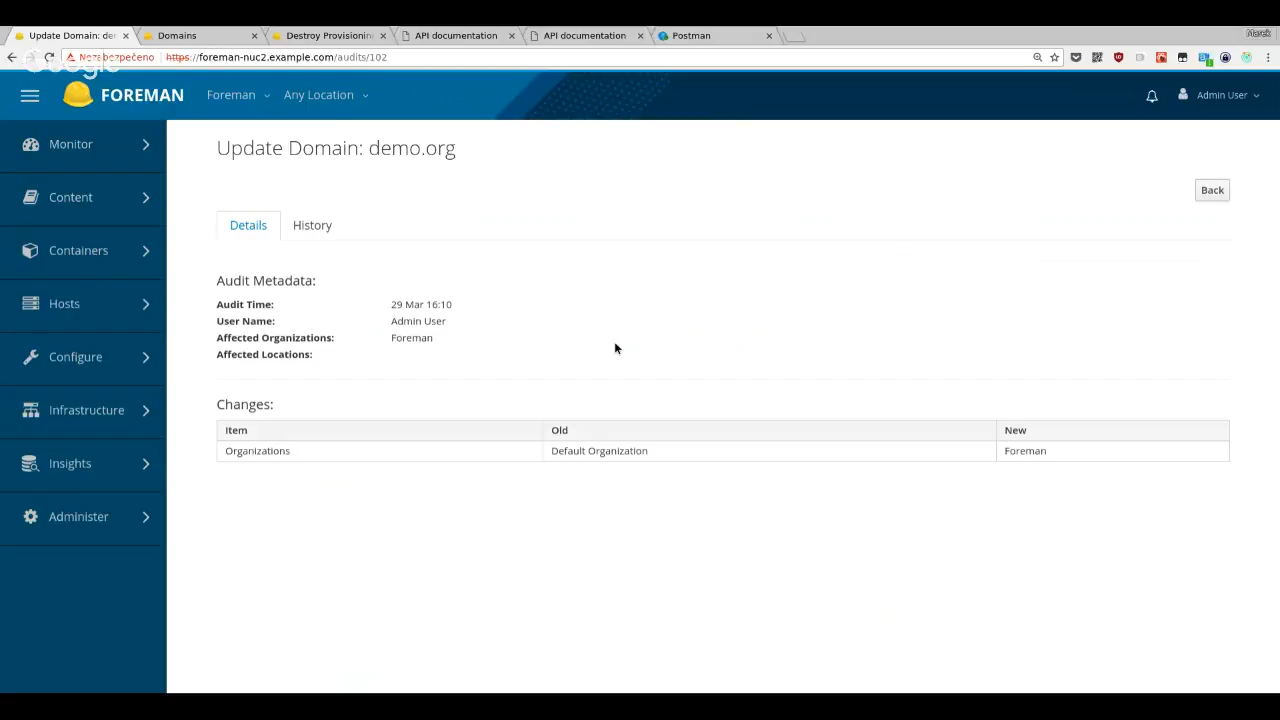 Update Domain: der
Domains
Destroy Provisionin
API documentation
API documentation
Postman
Marek
Google
Nezabezpečeno
https://foreman-nuc2.example.com/audits/102
FOREMAN
Foreman
Any Location
Admin User
Monitor
Content
Containers
Hosts
Configure
Infrastructure
Insights
Administer
Update Domain: demo.org
Back
Details
History
Audit Metadata:
Audit Time: 29 Mar 16:10
User Name: Admin User
Affected Organizations: Foreman
Affected Locations:
Changes:
Item Old New
Organizations Default Organization Foreman